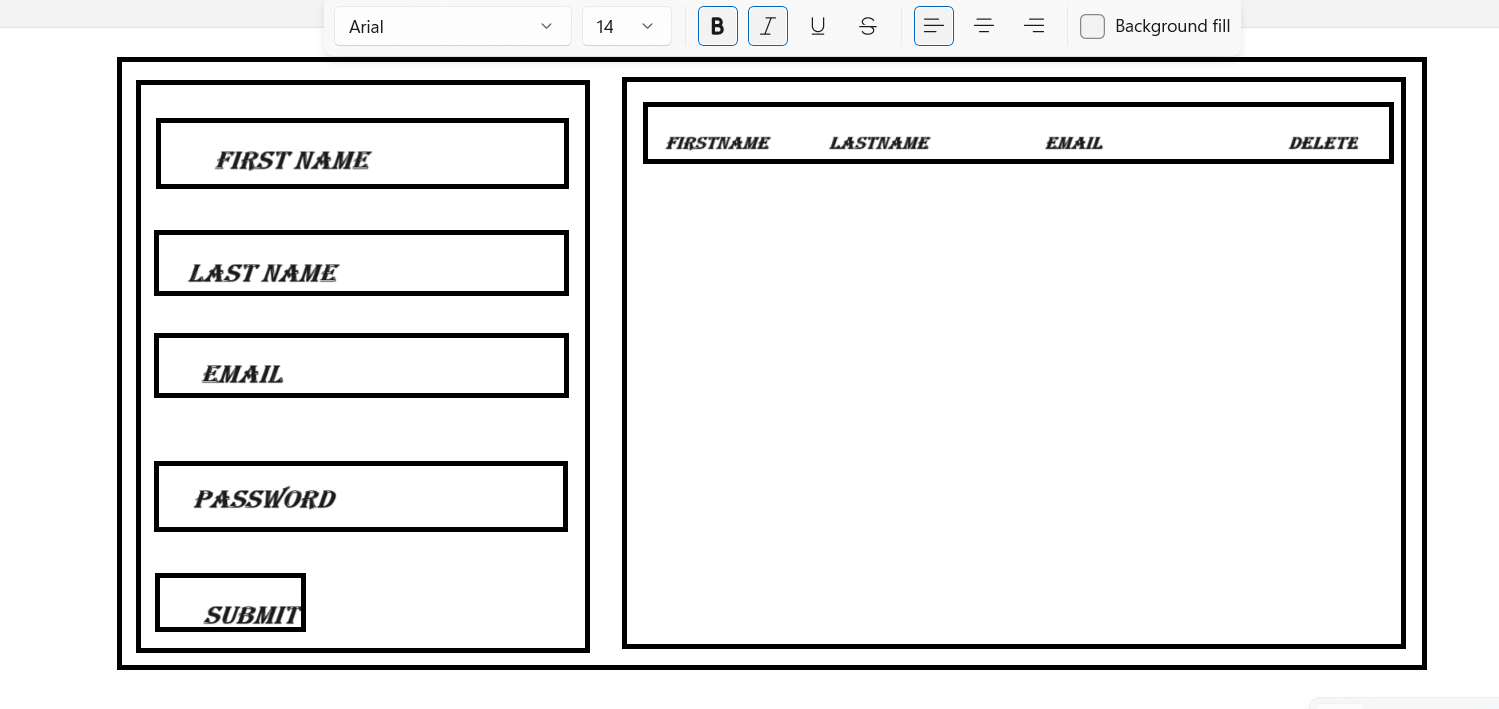 Arial 14 B I U S Background fill
FIRST NAME
LAST NAME
EMAIL
PASSWORD
SUBMIT
FIRSTNAME LASTNAME EMAIL DELETE